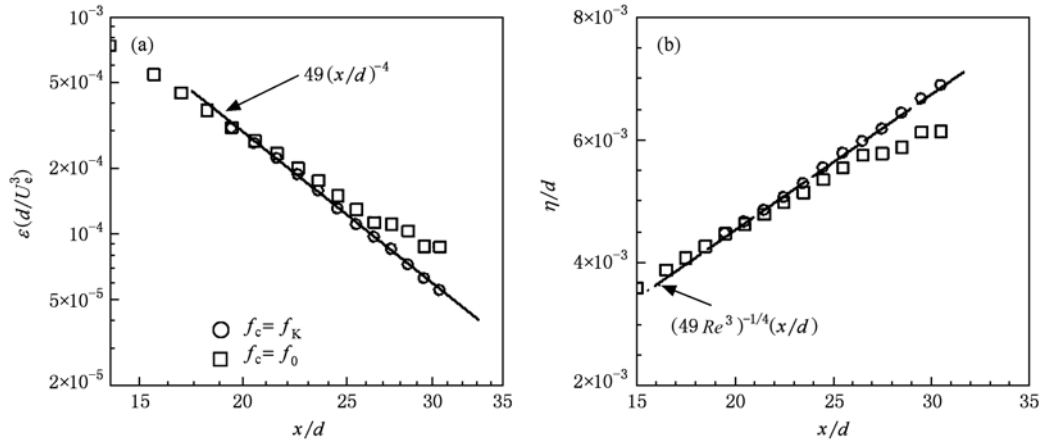 10⁻³
(a)
49(x/d)⁻⁴
5×10⁻⁴
2×10⁻⁴
ε(d/U³ₑ)
10⁻⁴
5×10⁻⁵
f_c=f_K
f_c=f_0
2×10⁻⁵
20
25
30
35
x/d
8×10⁻³
(b)
6×10⁻³
η/d
4×10⁻³
(49 Re³)⁻¹/⁴(x/d)
2×10⁻³
15
20
25
30
35
x/d